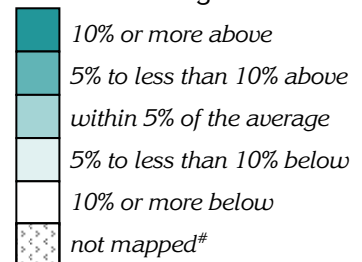 10% or more above
5% to less than 10% above
within 5% of the average
5% to less than 10% below
10% or more below
not mapped#